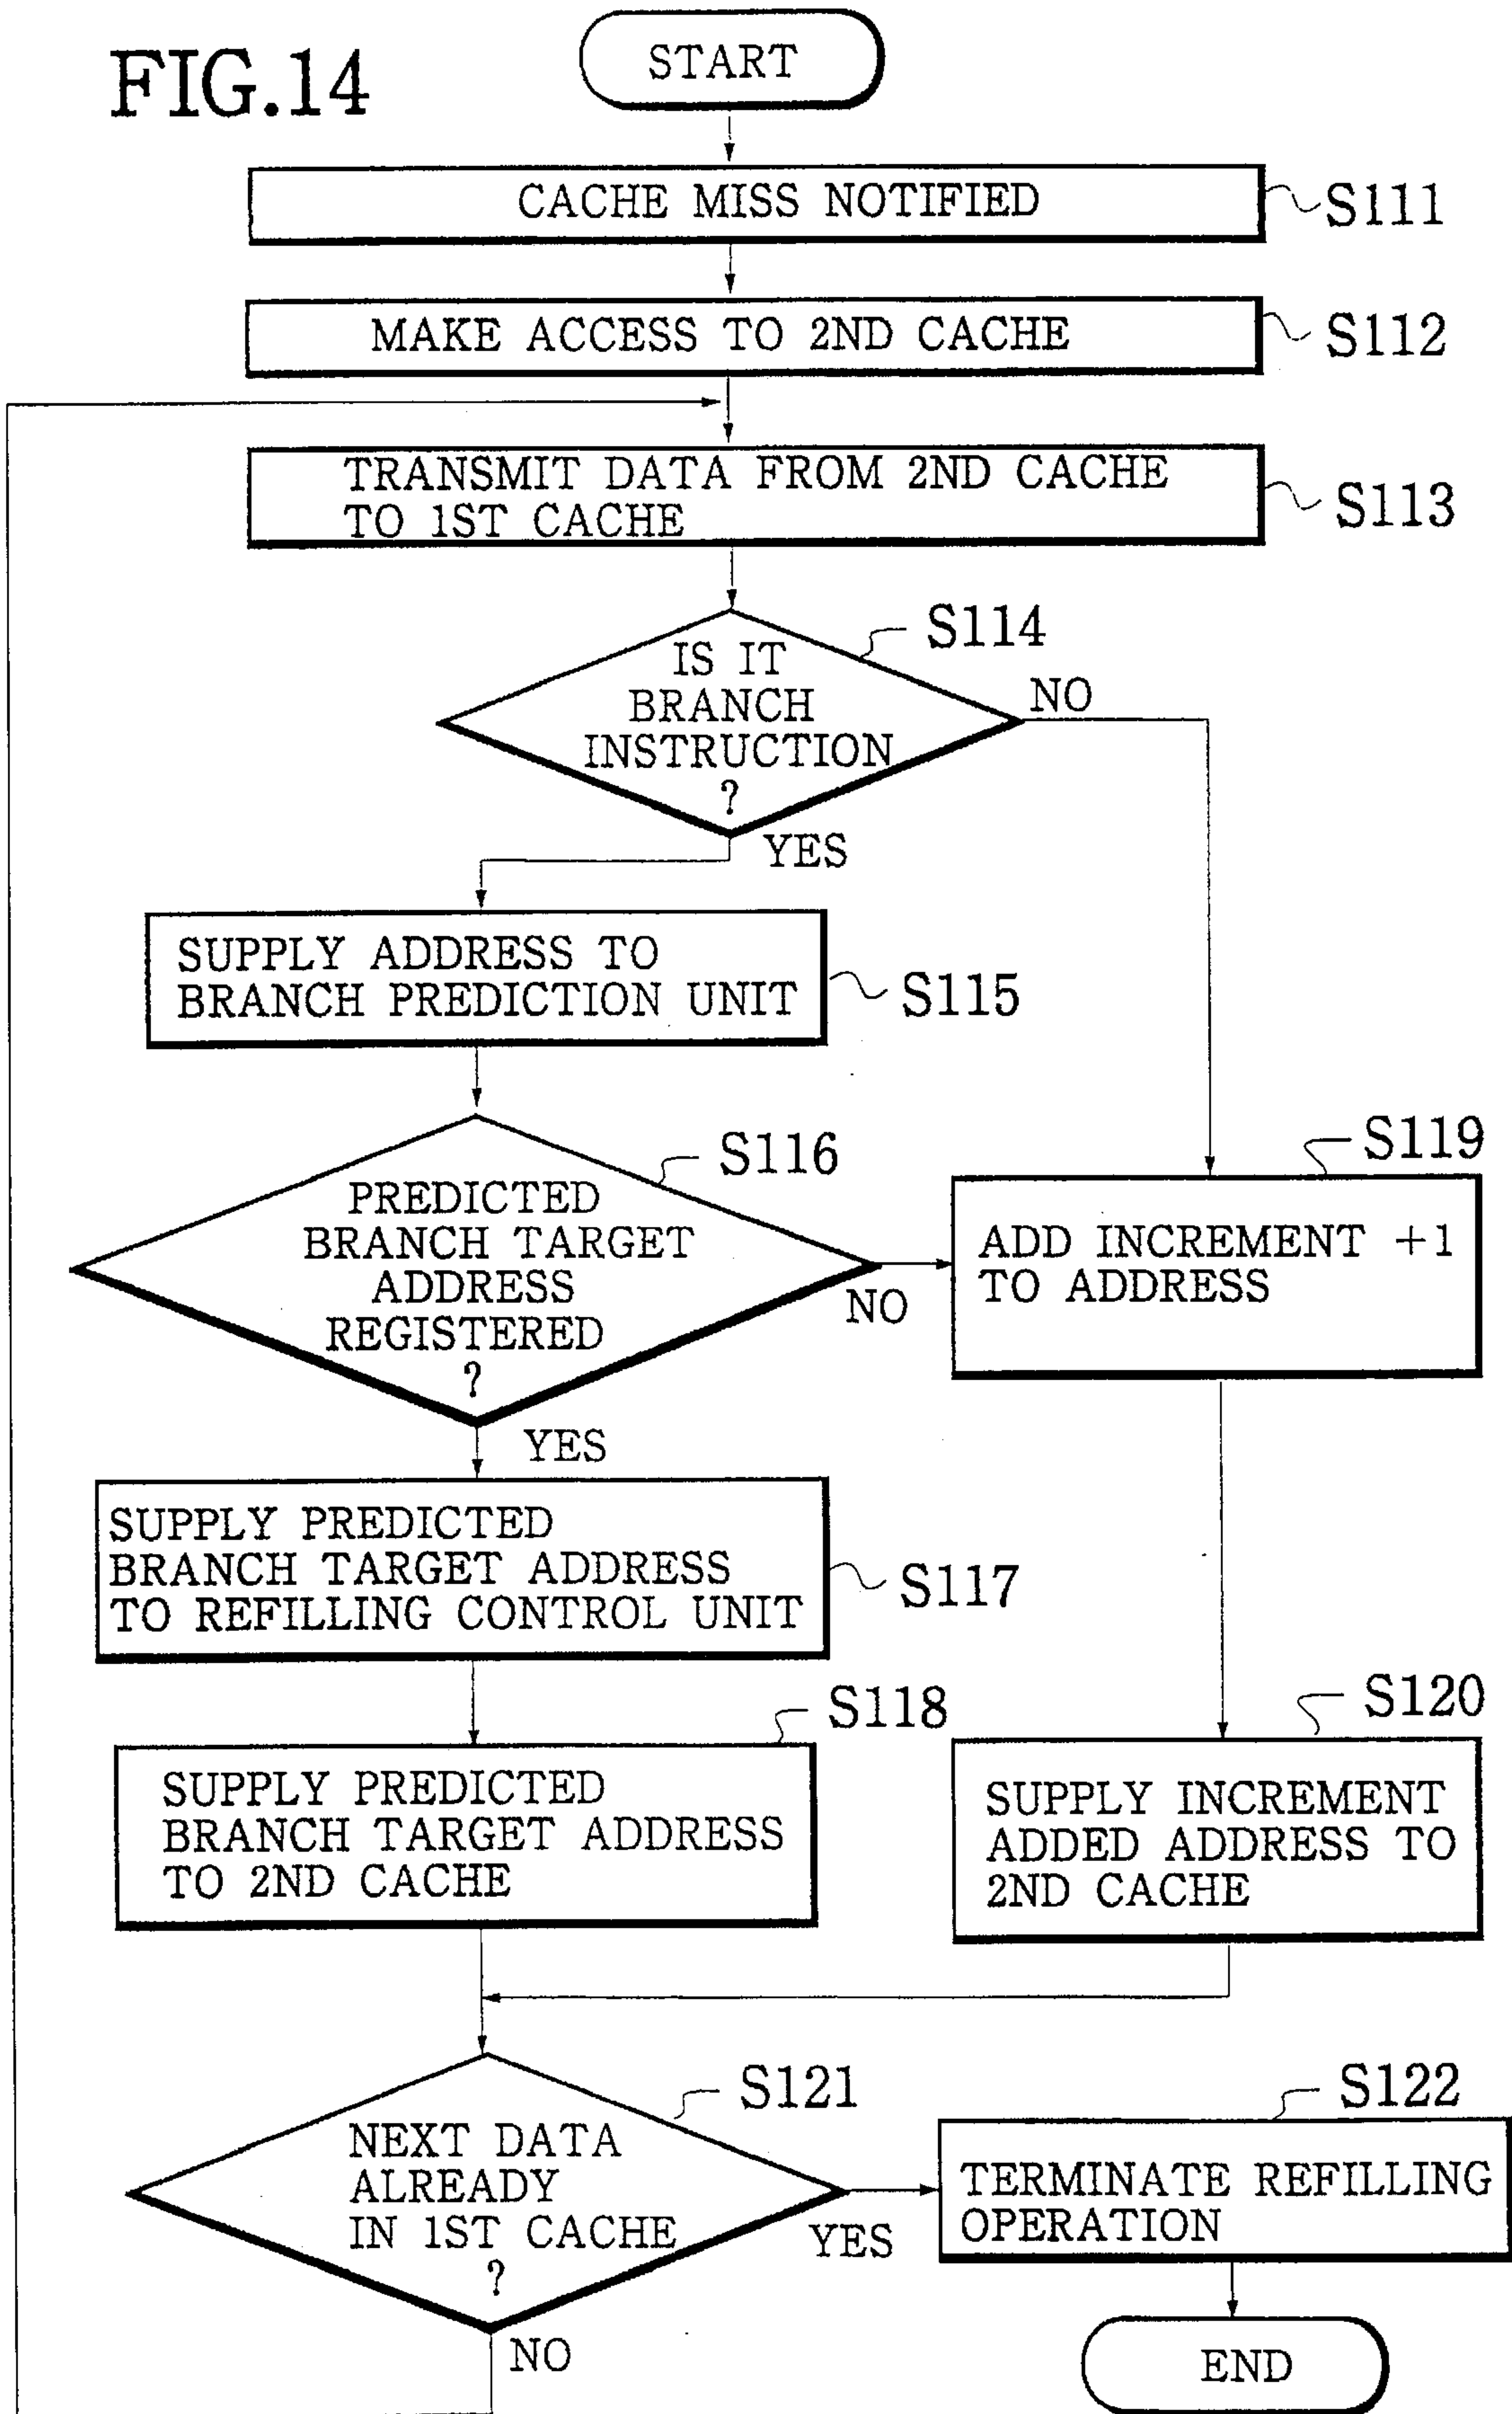 FIG.14
START
CACHE MISS NOTIFIED
S111
MAKE ACCESS TO 2ND CACHE
S112
TRANSMIT DATA FROM 2ND CACHE
TO 1ST CACHE
S113
S114
IS IT
BRANCH
INSTRUCTION
?
NO
YES
SUPPLY ADDRESS TO
BRANCH PREDICTION UNIT
S115
S116
PREDICTED
BRANCH TARGET
ADDRESS
REGISTERED
?
NO
YES
S119
ADD INCREMENT +1
TO ADDRESS
SUPPLY PREDICTED
BRANCH TARGET ADDRESS
TO REFILLING CONTROL UNIT
S117
S118
SUPPLY PREDICTED
BRANCH TARGET ADDRESS
TO 2ND CACHE
S120
SUPPLY INCREMENT
ADDED ADDRESS TO
2ND CACHE
S121
NEXT DATA
ALREADY
IN 1ST CACHE
?
YES
NO
S122
TERMINATE REFILLING
OPERATION
END